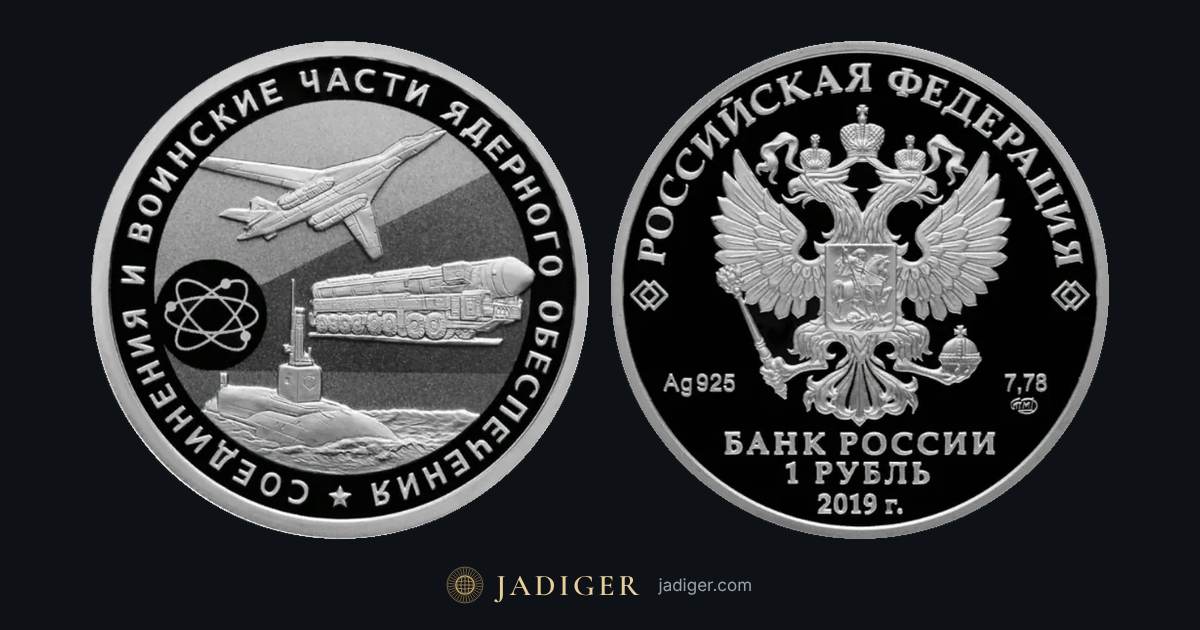 СОЕДИНЕНИЯ И ВОИНСКИЕ ЧАСТИ ЯДЕРНОГО ОБЕСПЕЧЕНИЯ
РОССИЙСКАЯ ФЕДЕРАЦИЯ
Ag 925
7,78
БАНК РОССИИ
1 РУБЛЬ
2019 г.
JADIGER
jadiger.com